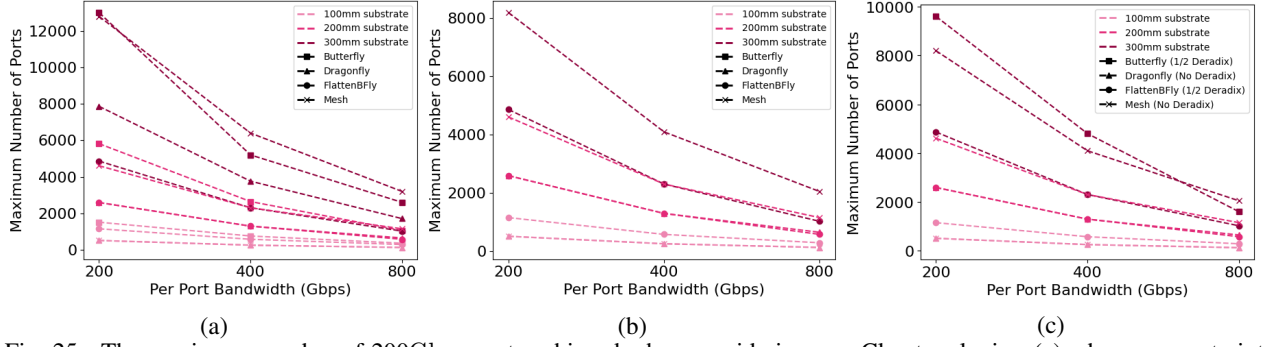 Maximum Number of Ports
12000
10000
8000
6000
4000
2000
0
200
400
800
Per Port Bandwidth (Gbps)
100mm substrate
200mm substrate
300mm substrate
Butterfly
Dragonfly
FlattenBFly
Mesh
(a)
Maximum Number of Ports
8000
6000
4000
2000
0
200
400
800
Per Port Bandwidth (Gbps)
100mm substrate
200mm substrate
300mm substrate
Butterfly
Dragonfly
FlattenBFly
Mesh
(b)
Maximum Number of Ports
10000
8000
6000
4000
2000
0
200
400
800
Per Port Bandwidth (Gbps)
100mm substrate
200mm substrate
300mm substrate
Butterfly (1/2 Deradix)
Dragonfly (No Deradix)
FlattenBFly (1/2 Deradix)
Mesh (No Deradix)
(c)